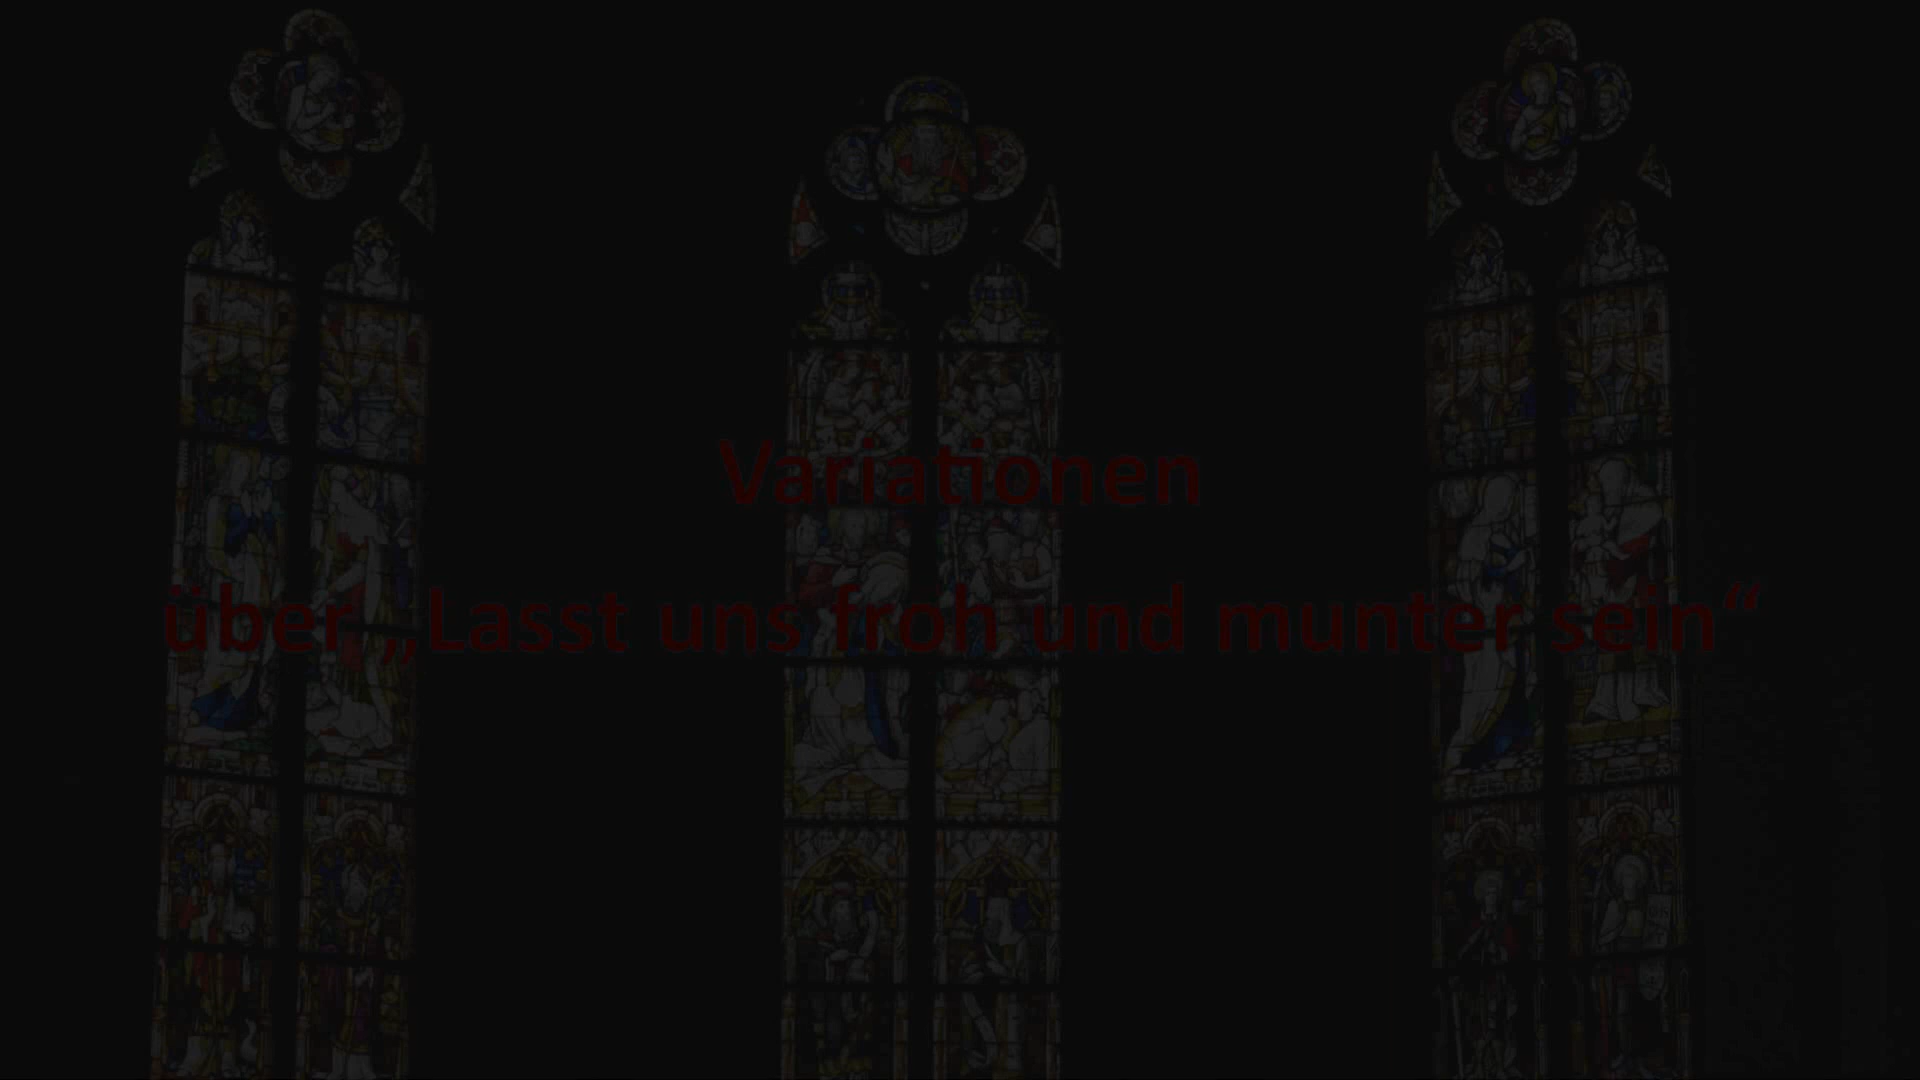 Variationen
über „Lasst uns froh und munter sein“